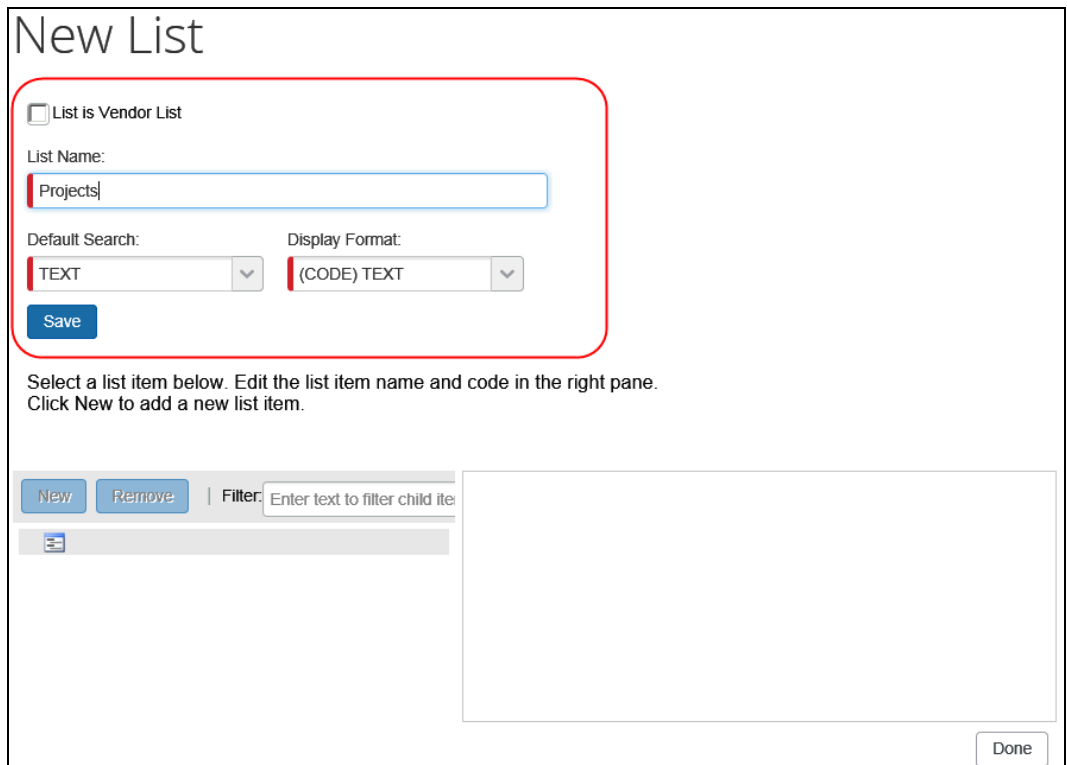 New List
List is Vendor List
List Name:
Projects
Default Search: Display Format:
TEXT (CODE) TEXT
Save
Select a list item below. Edit the list item name and code in the right pane.
Click New to add a new list item.
New Remove | Filter: Enter text to filter child ite
Done